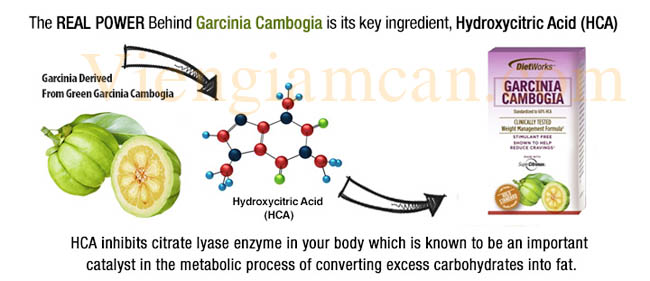 The REAL POWER Behind Garcinia Cambogia is its key ingredient, Hydroxycitric Acid (HCA)
Viengiamcan.com
Garcinia Derived
From Green Garcinia Cambogia
Hydroxycitric Acid
(HCA)
DietWorks
GARCINIA
CAMBOGIA
Standardized to 60% HCA
CLINICALLY TESTED
Weight Management Formula*
STIMULANT FREE
SHOWN TO HELP
REDUCE CRAVINGS*
MADE WITH
SuperCitrimax
HCA inhibits citrate lyase enzyme in your body which is known to be an important
catalyst in the metabolic process of converting excess carbohydrates into fat.